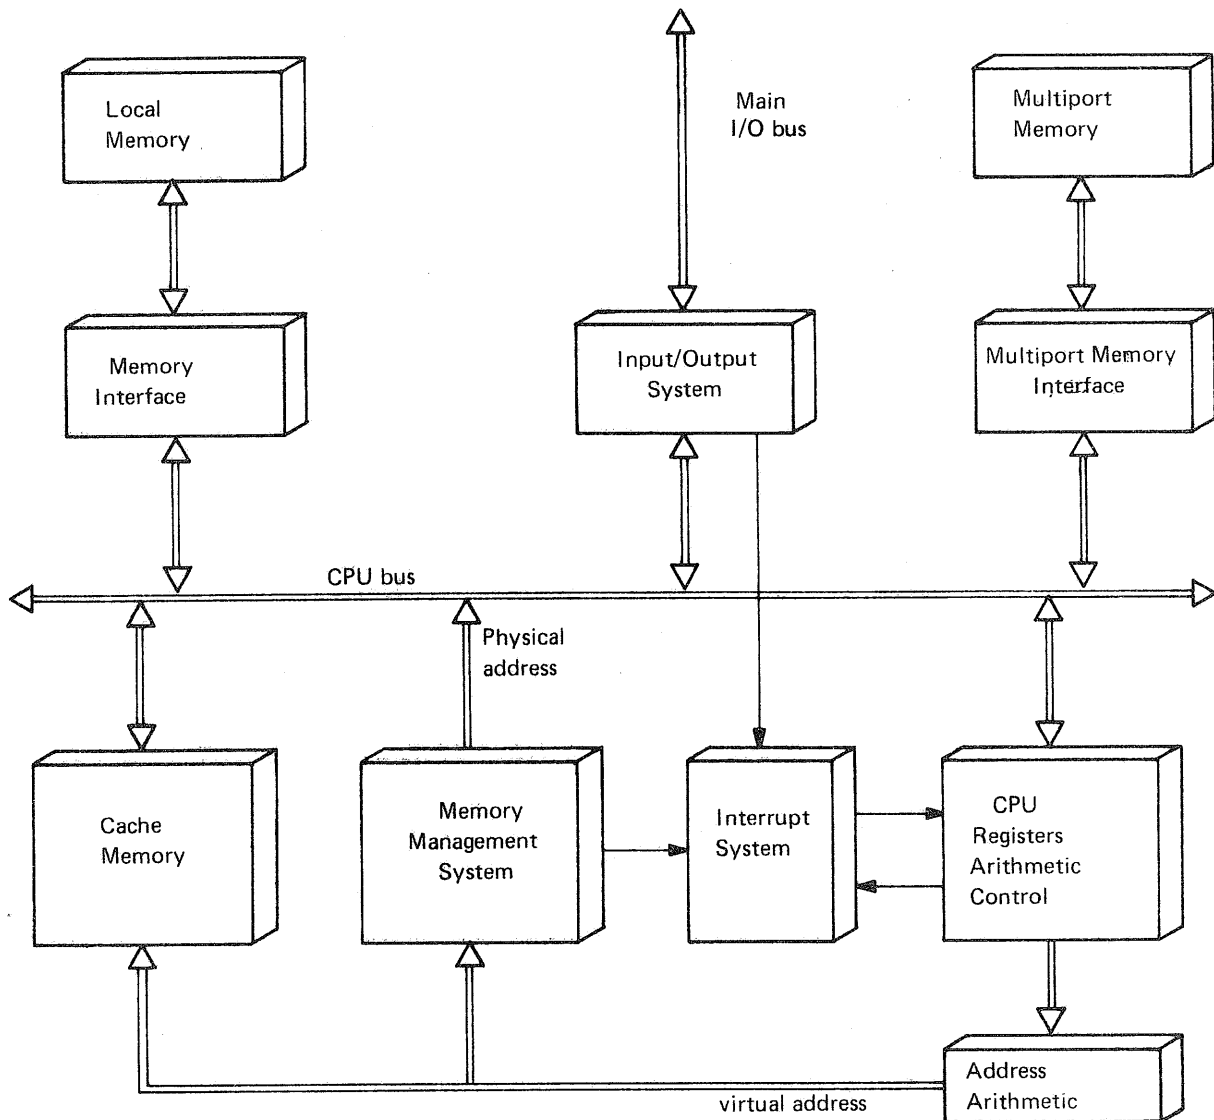 Local
Memory
Main
I/O bus
Multiport
Memory
Memory
Interface
Input/Output
System
Multiport Memory
Interface
CPU bus
Physical
address
Cache
Memory
Memory
Management
System
Interrupt
System
CPU
Registers
Arithmetic
Control
Address
Arithmetic
virtual address